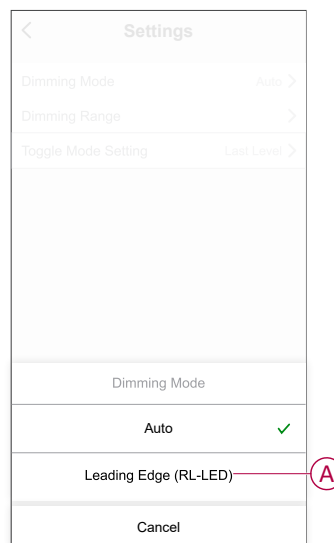 Settings
Dimming Mode Auto
Dimming Range
Toggle Mode Setting Last Level
Dimming Mode
Auto
Leading Edge (RL-LED) A
Cancel